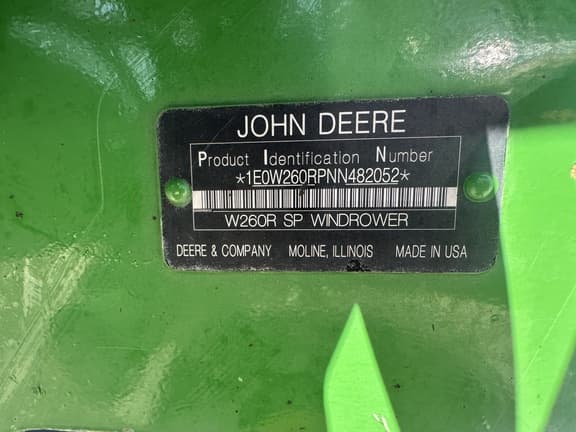 JOHN DEERE
Product Identification Number
*1E0W260RPNN482052*
W260R SP WINDROWER
DEERE & COMPANY MOLINE, ILLINOIS MADE IN USA